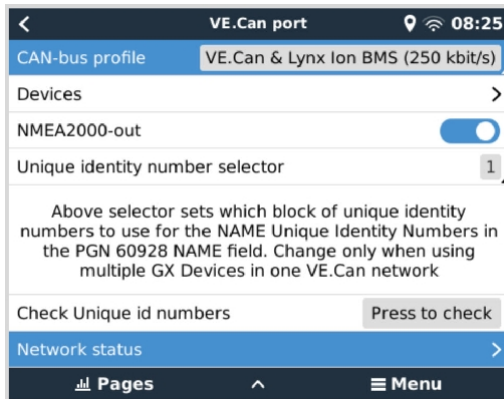 VE.Can port 08:25
CAN-bus profile VE.Can & Lynx Ion BMS (250 kbit/s)
Devices
NMEA2000-out
Unique identity number selector 1
Above selector sets which block of unique identity
numbers to use for the NAME Unique Identity Numbers in
the PGN 60928 NAME field. Change only when using
multiple GX Devices in one VE.Can network
Check Unique id numbers Press to check
Network status
Pages Menu